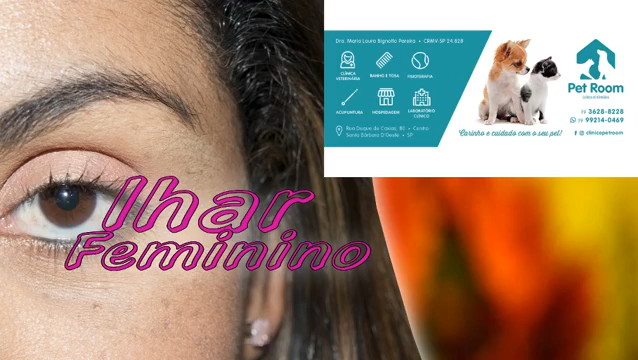 Dra. Maria Laura Bignotto Pereira • CRMV-SP 24.828
CLÍNICA VETERINÁRIA
BANHO E TOSA
FISIOTERAPIA
ACUPUNTURA
HOSPEDAGEM
LABORATÓRIO CLÍNICO
Rua Duque de Caxias, 80 • Centro
Santa Bárbara D'Oeste • SP
Carinho e cuidado com o seu pet!
Pet Room
19 3628-8228
19 99214-0469
@clinicapetroom
lhar
Feminino